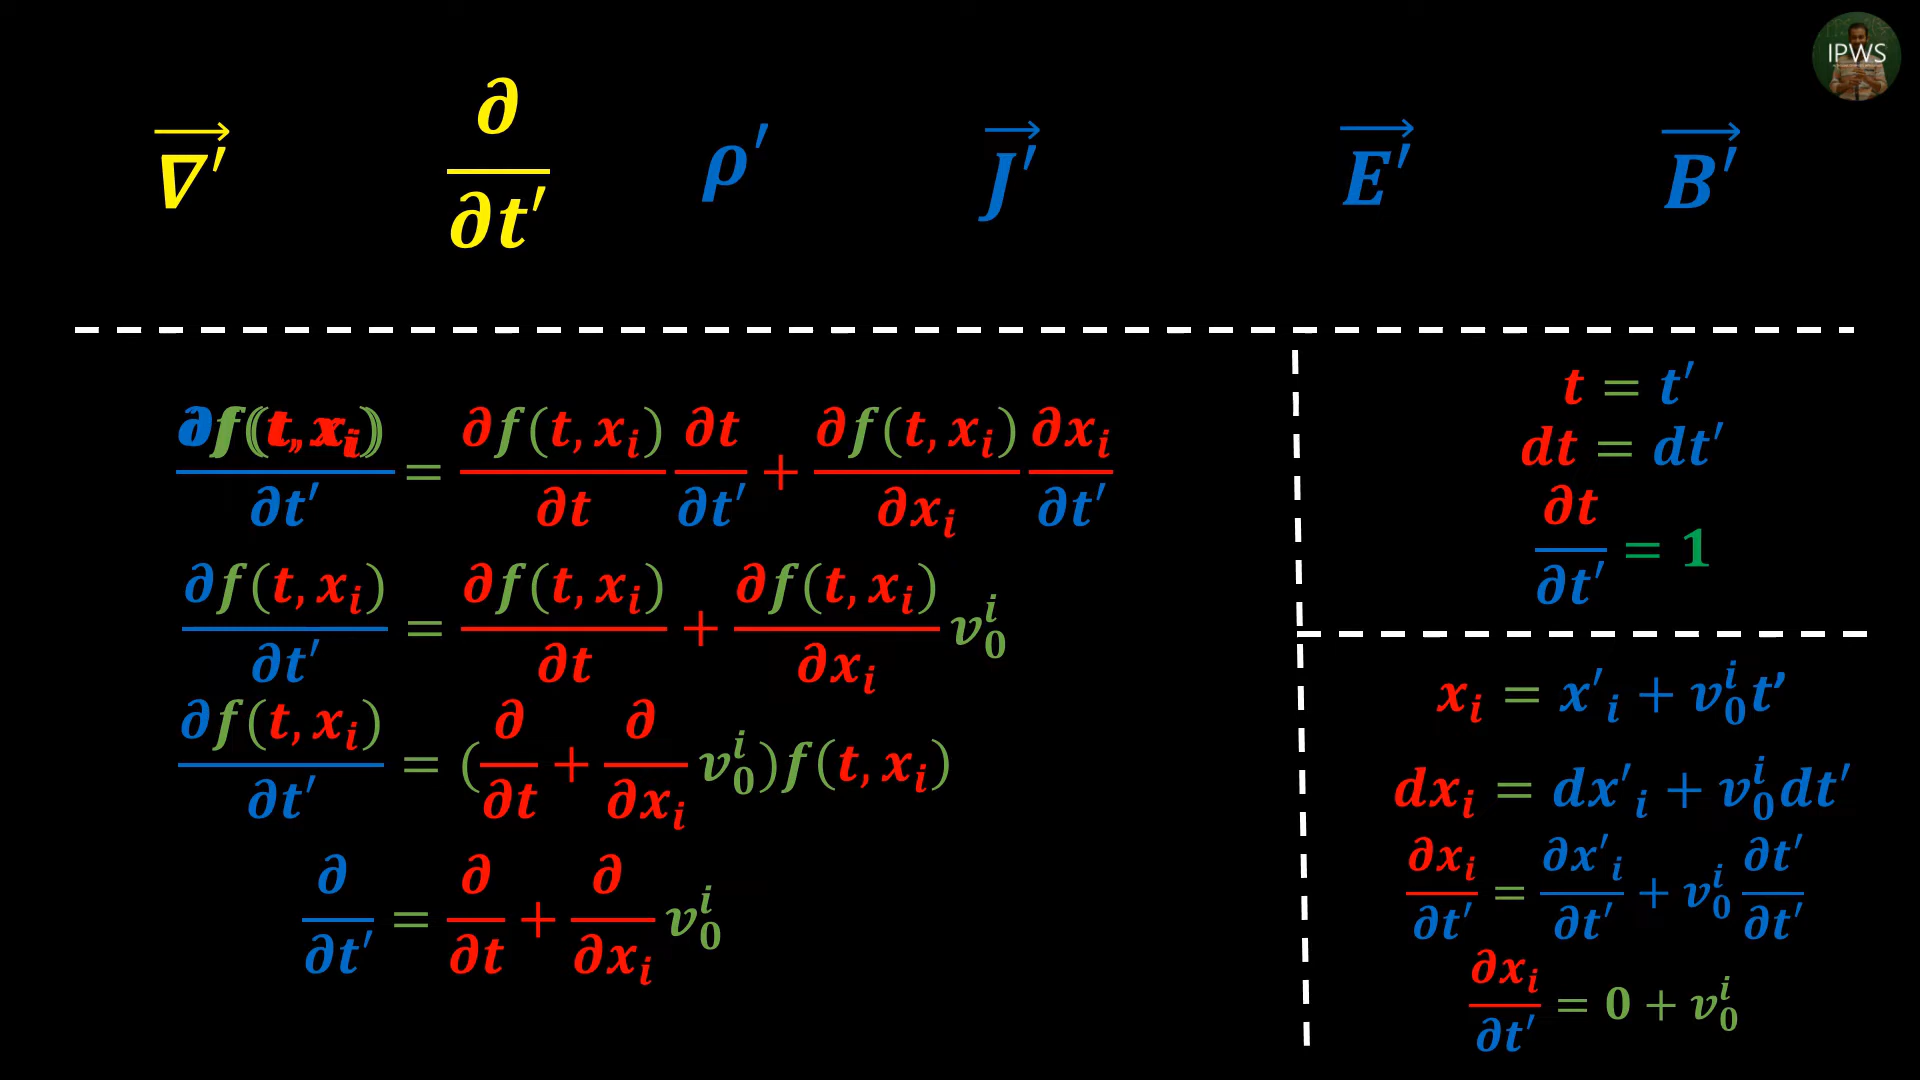 IPWS
∇⃗′ ∂/∂t′ ρ′ J⃗′ E⃗′ B⃗′
∂f(t, xᵢ)/∂t′ = ∂f(t, xᵢ)/∂t ∂t/∂t′ + ∂f(t, xᵢ)/∂xᵢ ∂xᵢ/∂t′
∂f(t, xᵢ)/∂t′ = ∂f(t, xᵢ)/∂t + ∂f(t, xᵢ)/∂xᵢ v₀ⁱ
∂f(t, xᵢ)/∂t′ = (∂/∂t + ∂/∂xᵢ v₀ⁱ)f(t, xᵢ)
∂/∂t′ = ∂/∂t + ∂/∂xᵢ v₀ⁱ
t = t′
dt = dt′
∂t/∂t′ = 1
xᵢ = x′ᵢ + v₀ⁱt’
dxᵢ = dx′ᵢ + v₀ⁱdt′
∂xᵢ/∂t′ = ∂x′ᵢ/∂t′ + v₀ⁱ ∂t′/∂t′
∂xᵢ/∂t′ = 0 + v₀ⁱ